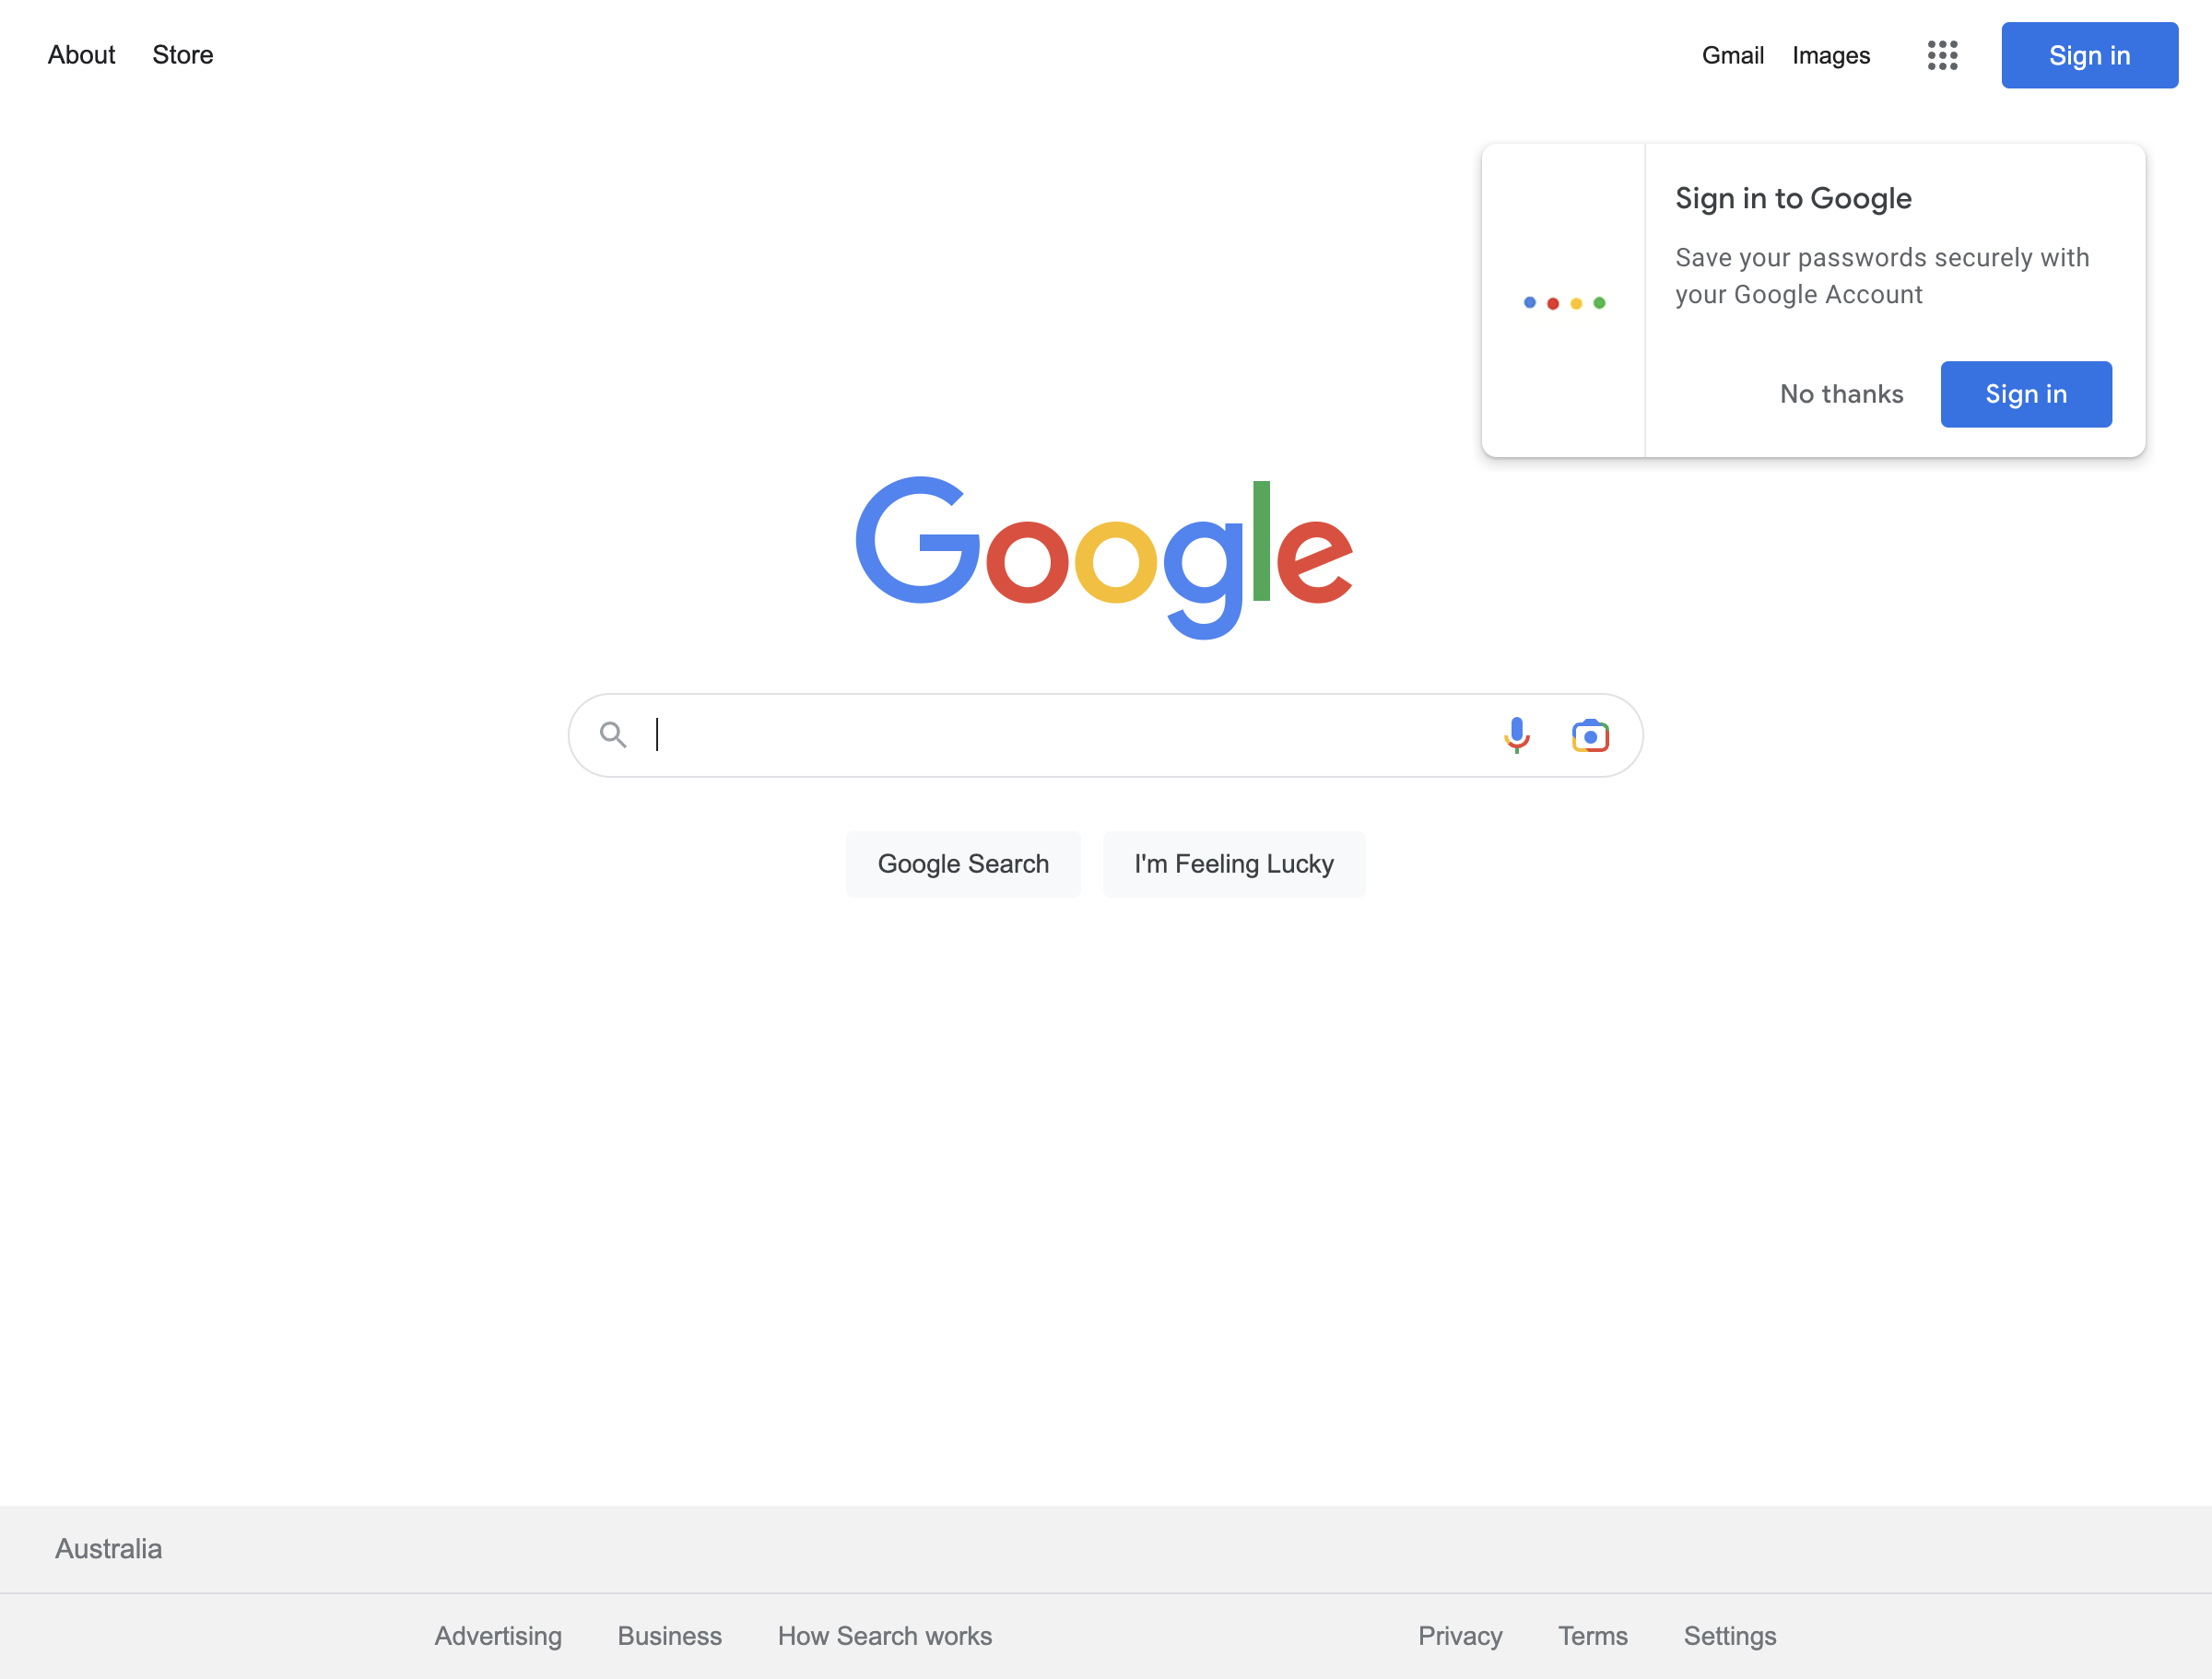 About Store Gmail Images Sign in
Sign in to Google
Save your passwords securely with
your Google Account
No thanks Sign in
Google
Google Search I'm Feeling Lucky
Australia
Advertising Business How Search works Privacy Terms Settings